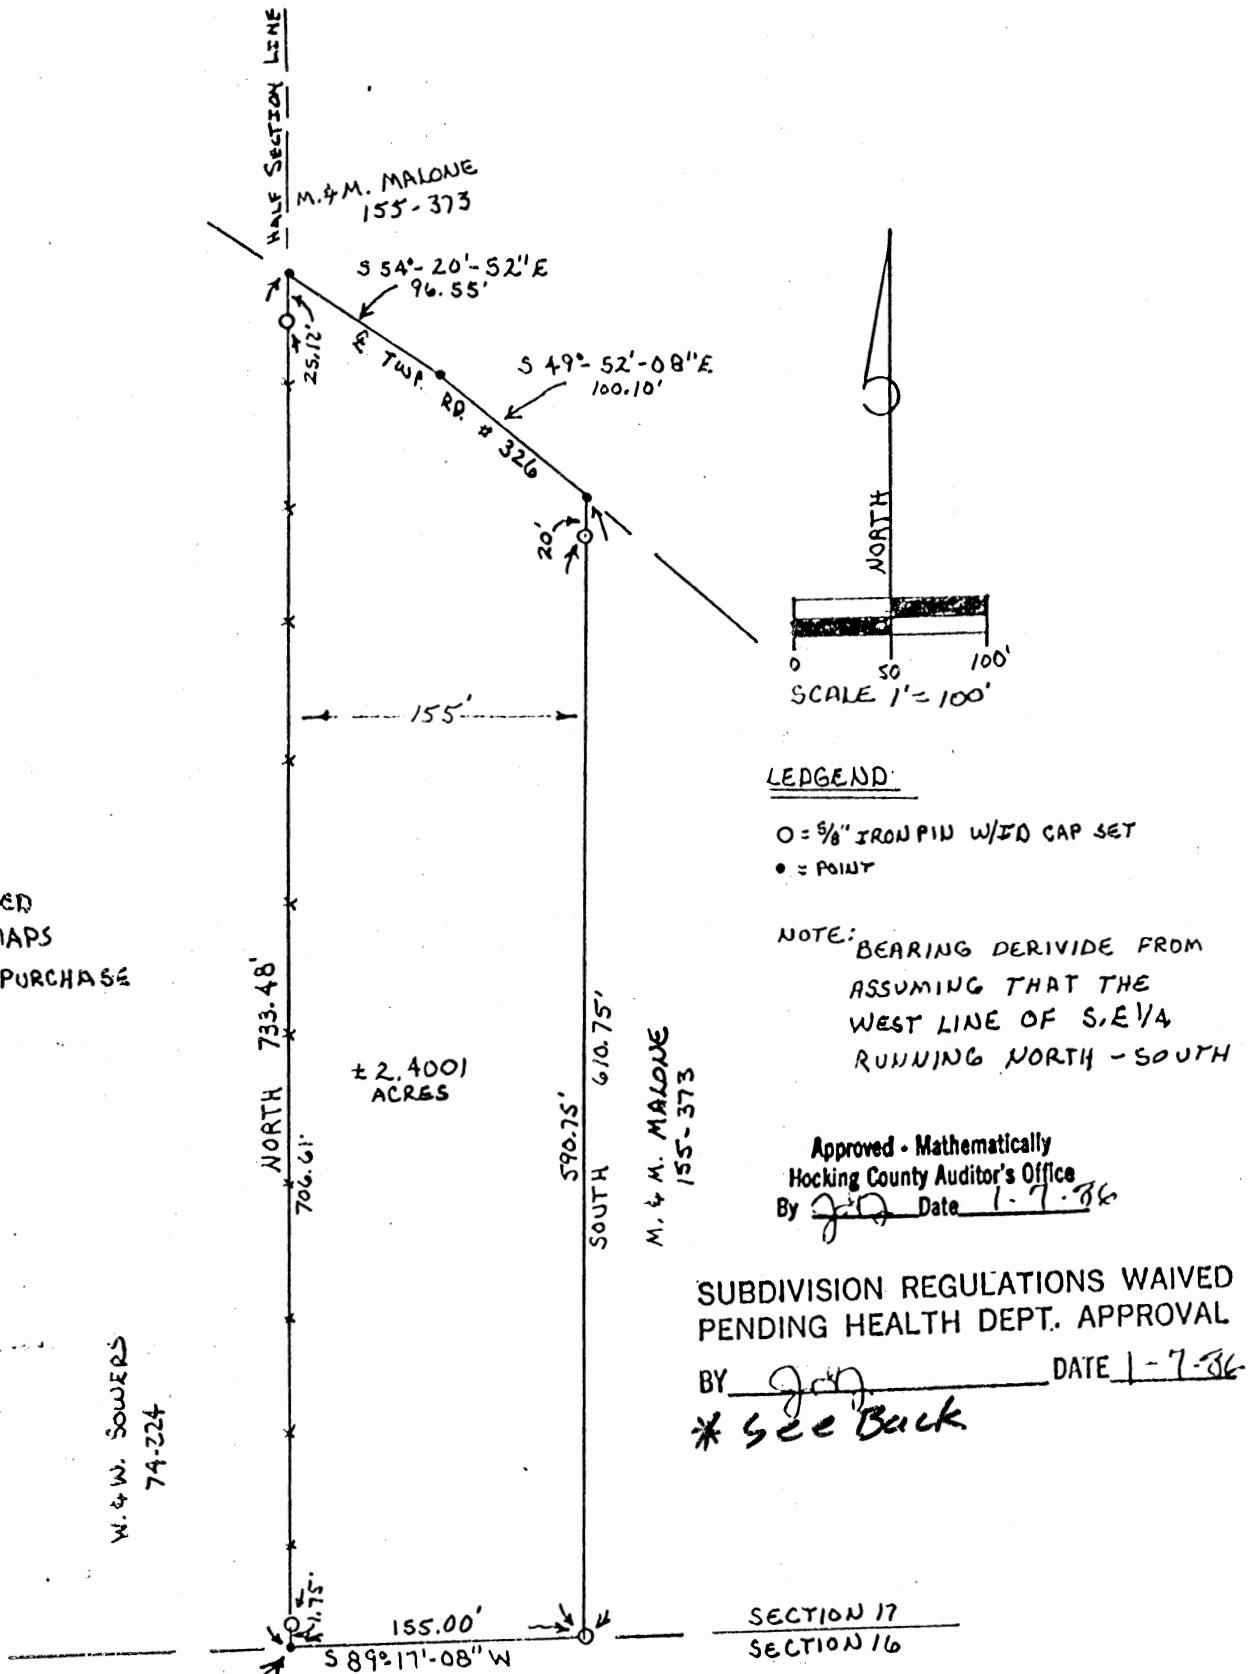 HALF SECTION LINE
M. & M. MALONE
155-373
S 54°-20'-52" E
96.55'
25.12'
℄ TWP. RD. # 326
S 49°-52'-08" E
100.10'
20'
NORTH
0 50 100'
SCALE 1' = 100'
155'
LEDGEND
O = 5/8" IRON PIN W/ID CAP SET
● = POINT
ED
MAPS
PURCHASE
NOTE: BEARING DERIVIDE FROM
ASSUMING THAT THE
WEST LINE OF S.E 1/4
RUNNING NORTH - SOUTH
NORTH 733.48'
706.61'
± 2.4001
ACRES
590.75'
SOUTH 610.75'
M. & M. MALONE
155-373
Approved - Mathematically
Hocking County Auditor's Office
By Date 1-7-86
SUBDIVISION REGULATIONS WAIVED
PENDING HEALTH DEPT. APPROVAL
BY DATE 1-7-86
* See Back
W. & W. SOWERS
74-224
1.75'
155.00'
S 89°-17'-08" W
SECTION 17
SECTION 16